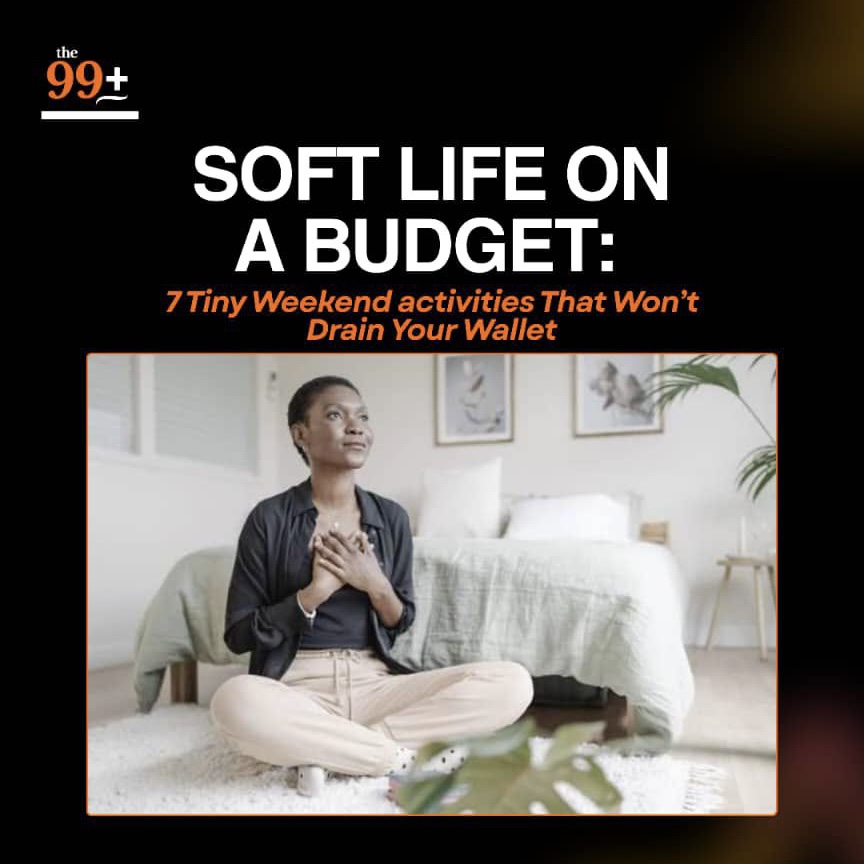 the
99+
SOFT LIFE ON
A BUDGET:
7 Tiny Weekend activities That Won't
Drain Your Wallet